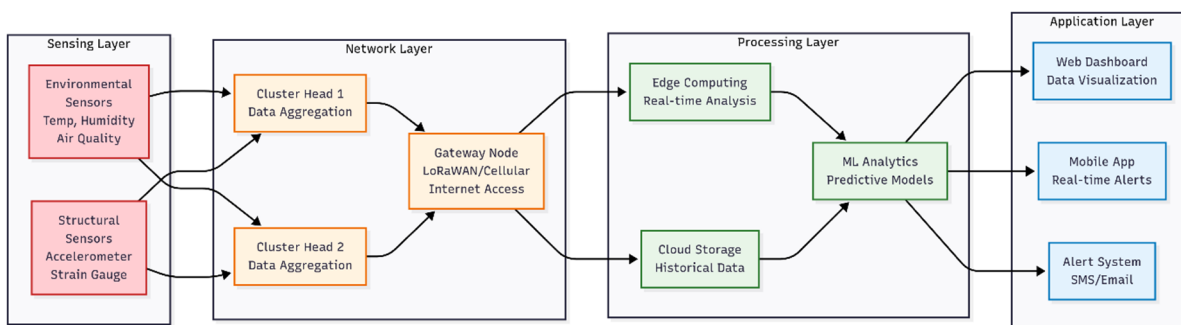 Sensing Layer
Environmental
Sensors
Temp, Humidity
Air Quality
Structural
Sensors
Accelerometer
Strain Gauge
Network Layer
Cluster Head 1
Data Aggregation
Cluster Head 2
Data Aggregation
Gateway Node
LoRaWAN/Cellular
Internet Access
Processing Layer
Edge Computing
Real-time Analysis
Cloud Storage
Historical Data
ML Analytics
Predictive Models
Application Layer
Web Dashboard
Data Visualization
Mobile App
Real-time Alerts
Alert System
SMS/Email